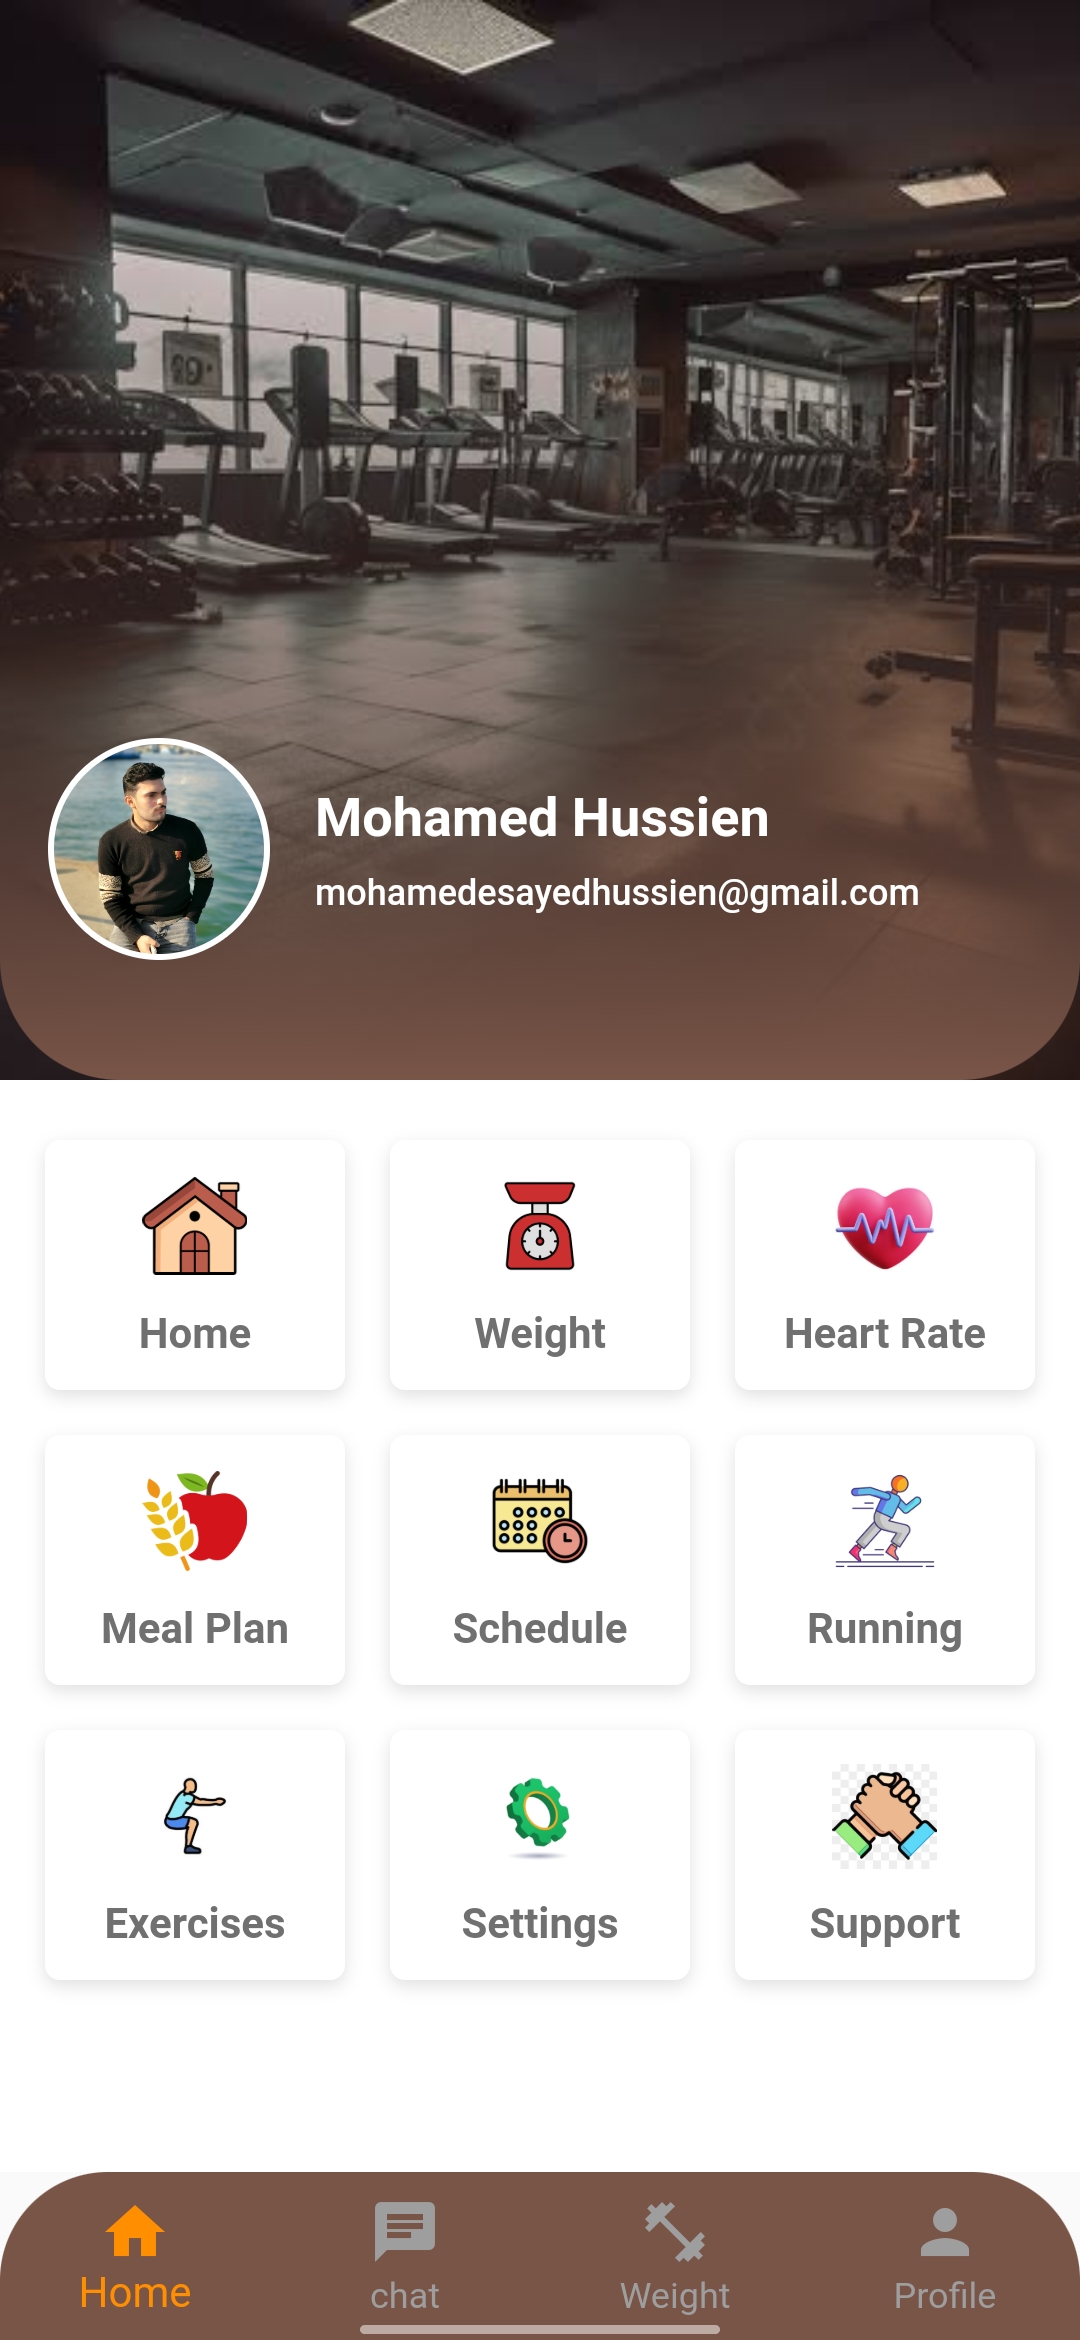 Mohamed Hussien
mohamedesayedhussien@gmail.com
Home
Weight
Heart Rate
Meal Plan
Schedule
Running
Exercises
Settings
Support
Home
chat
Weight
Profile